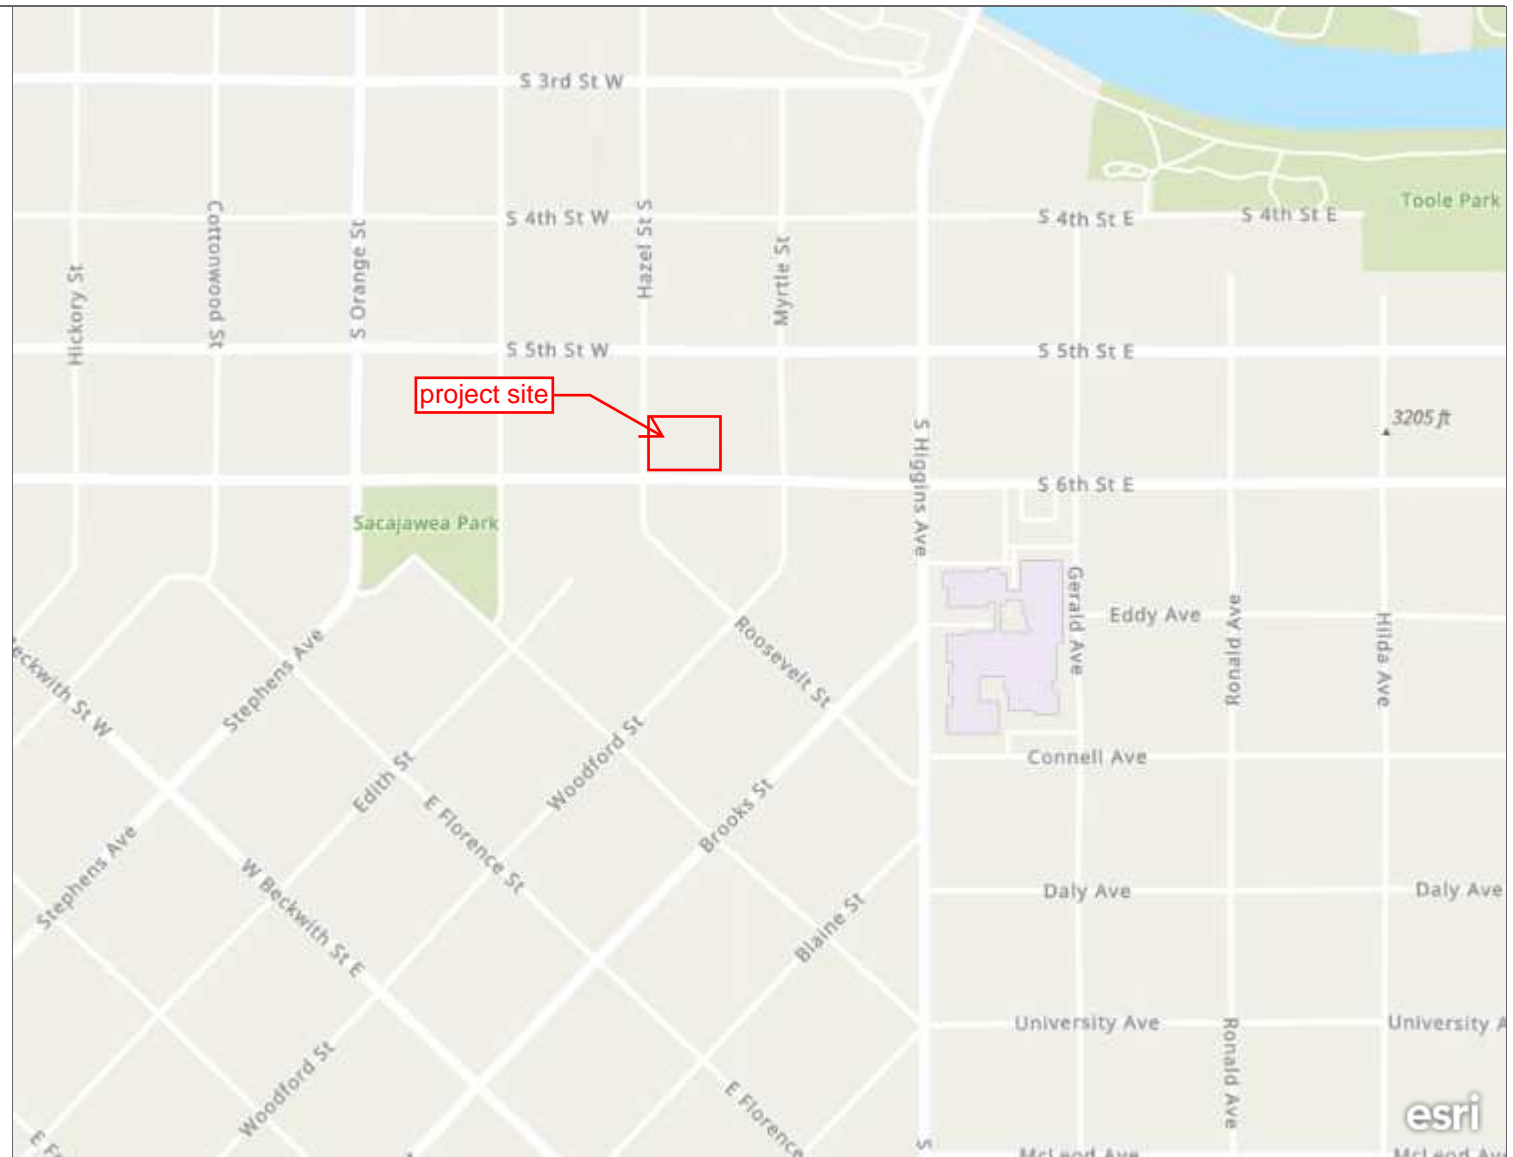 S 3rd St W
Cottonwood St
S Orange St
S 4th St W
Hazel St S
Myrtle St
S 4th St E
S 4th St E
Toole Park
Hickory St
S 5th St W
S 5th St E
project site
3205 ft
S Higgins Ave
S 6th St E
Sacajawea Park
Gerald Ave
Eddy Ave
Ronald Ave
Hilda Ave
Roosevelt St
eckwith St W
Stephens Ave
Woodford St
Edith St
Connell Ave
E Florence St
Brooks St
Stephens Ave
W Beckwith St E
Blaine St
Daly Ave
Daly Ave
University Ave
University A
Woodford St
E Florence
Ronald Ave
esri
E F
S
McLeod Ave
McLeod Av